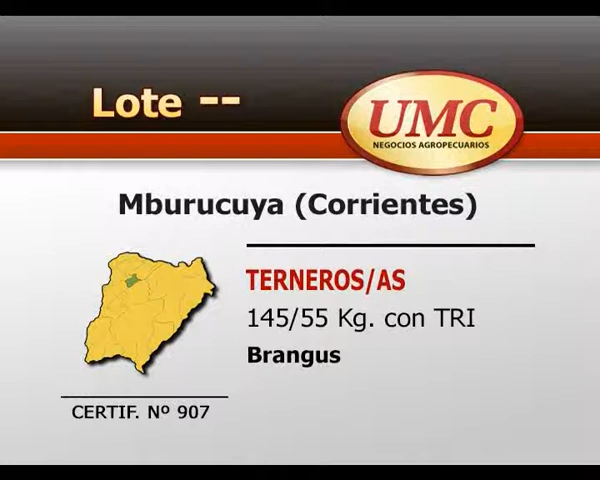 Lote --
UMC
NEGOCIOS AGROPECUARIOS
Mburucuya (Corrientes)
TERNEROS/AS
145/55 Kg. con TRI
Brangus
CERTIF. Nº 907